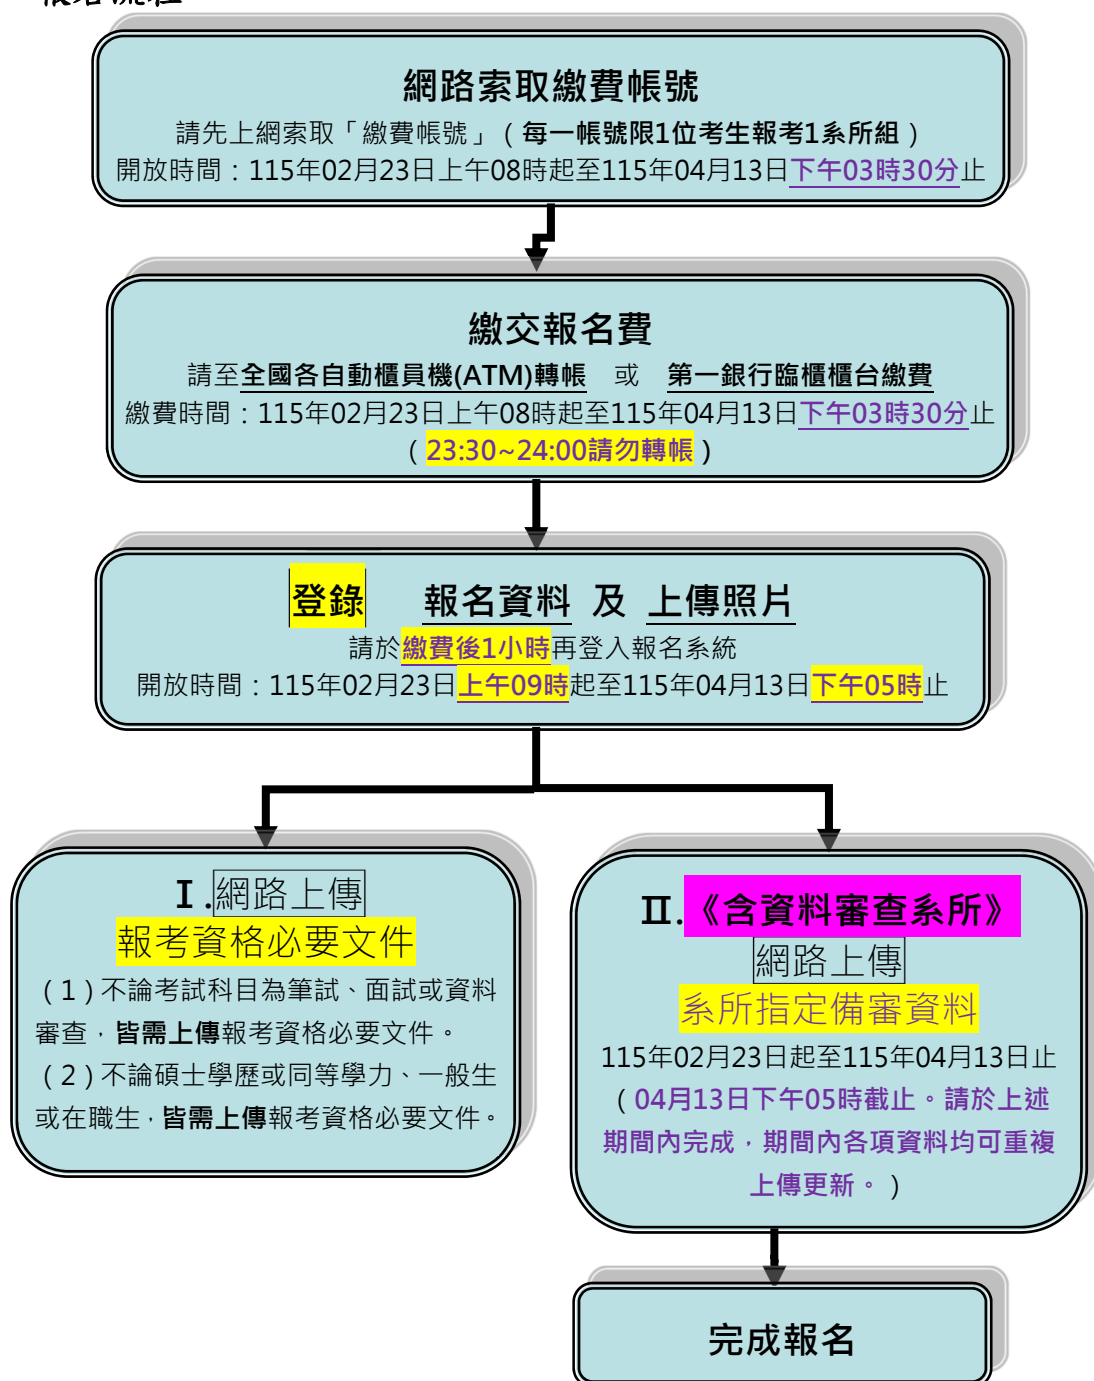 網路索取繳費帳號
請先上網索取「繳費帳號」（每一帳號限1位考生報考1系所組）
開放時間：115年02月23日上午08時起至115年04月13日下午03時30分止
繳交報名費
請至全國各自動櫃員機(ATM)轉帳 或 第一銀行臨櫃櫃台繳費
繳費時間：115年02月23日上午08時起至115年04月13日下午03時30分止
（23:30~24:00請勿轉帳）
登錄 報名資料 及 上傳照片
請於繳費後1小時再登入報名系統
開放時間：115年02月23日上午09時起至115年04月13日下午05時止
Ⅰ.網路上傳
報考資格必要文件
（1）不論考試科目為筆試、面試或資料
審查，皆需上傳報考資格必要文件。
（2）不論碩士學歷或同等學力、一般生
或在職生，皆需上傳報考資格必要文件。
Ⅱ.《含資料審查系所》
網路上傳
系所指定備審資料
115年02月23日起至115年04月13日止
（04月13日下午05時截止。請於上述
期間內完成，期間內各項資料均可重複
上傳更新。）
完成報名